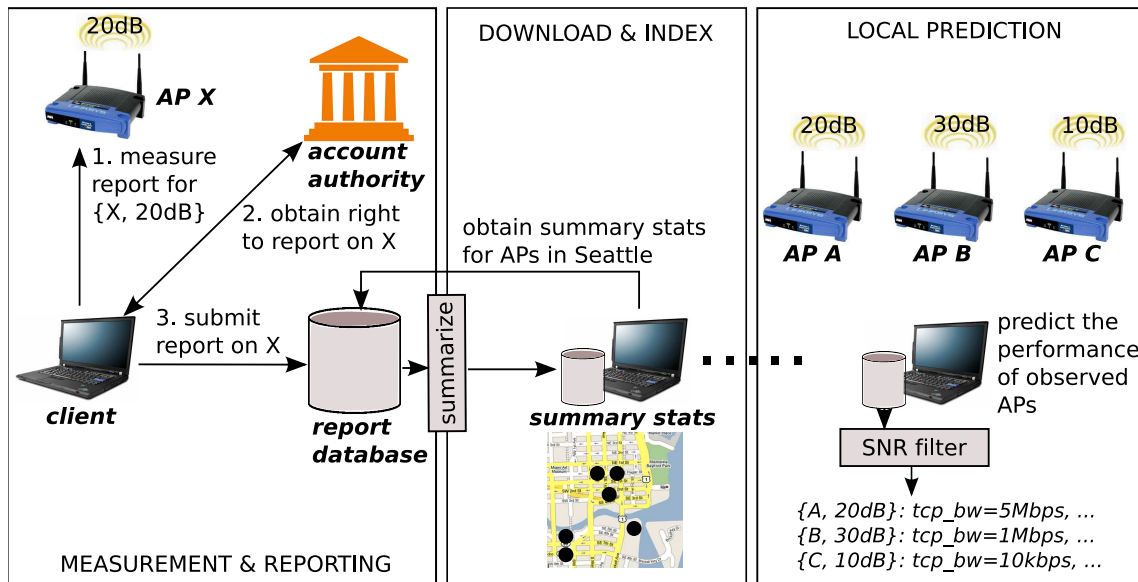 20dB
AP X
1. measure
report for
{X, 20dB}
account
authority
2. obtain right
to report on X
3. submit
report on X
client
report
database
MEASUREMENT & REPORTING
DOWNLOAD & INDEX
obtain summary stats
for APs in Seattle
summarize
summary stats
LOCAL PREDICTION
20dB
30dB
10dB
AP A
AP B
AP C
predict the
performance
of observed
APs
SNR filter
{A, 20dB}: tcp_bw=5Mbps, ...
{B, 30dB}: tcp_bw=1Mbps, ...
{C, 10dB}: tcp_bw=10kbps, ...